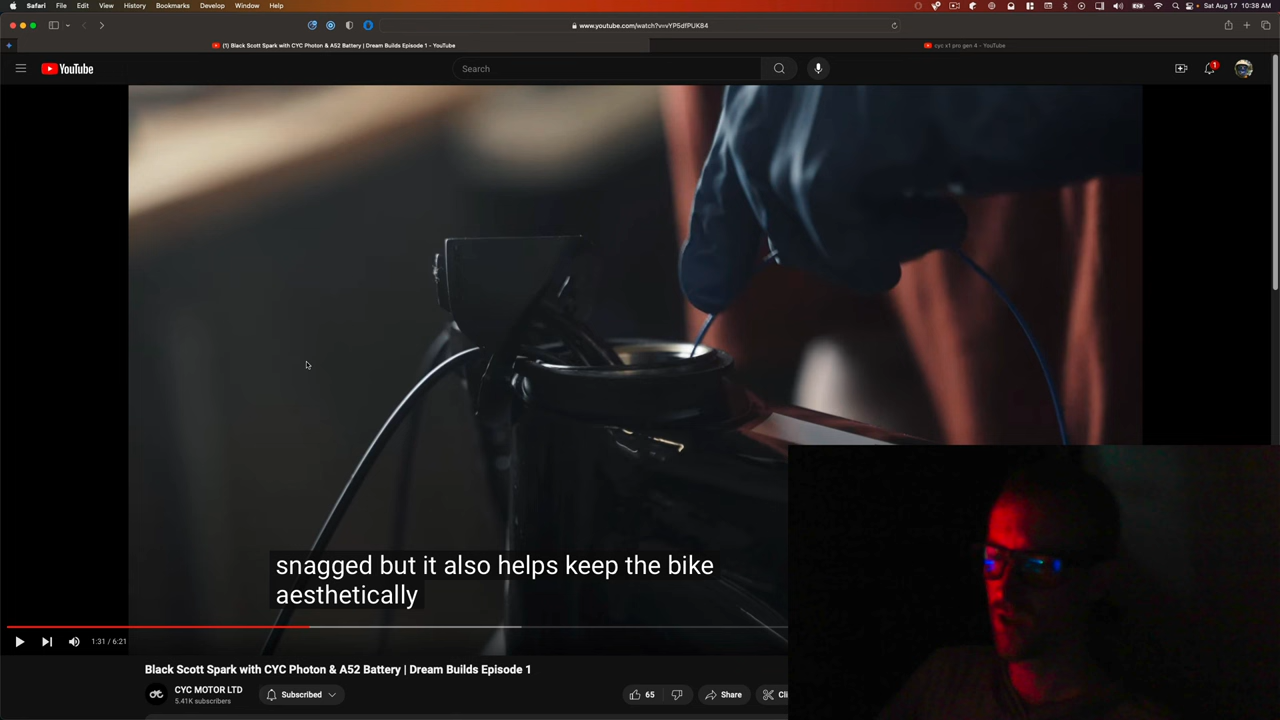 Safari File Edit View History Bookmarks Develop Window Help Sat Aug 17 10:38 AM
www.youtube.com/watch?v=vYP5dfPUK84
(1) Black Scott Spark with CYC Photon & A52 Battery | Dream Builds Episode 1 - YouTube
cyc x1 pro gen 4 - YouTube
YouTube
Search
1
snagged but it also helps keep the bike
aesthetically
1:31 / 6:21
Black Scott Spark with CYC Photon & A52 Battery | Dream Builds Episode 1
CYC MOTOR LTD
5.41K subscribers
Subscribed
65
Share
Cli